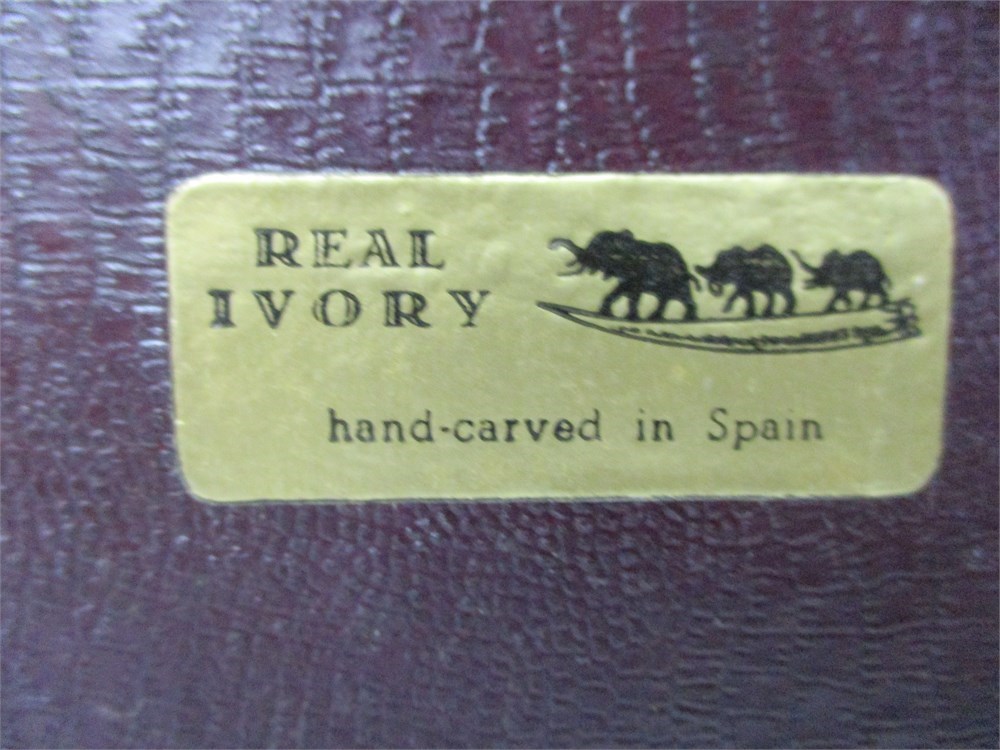 REAL
IVORY
hand-carved in Spain